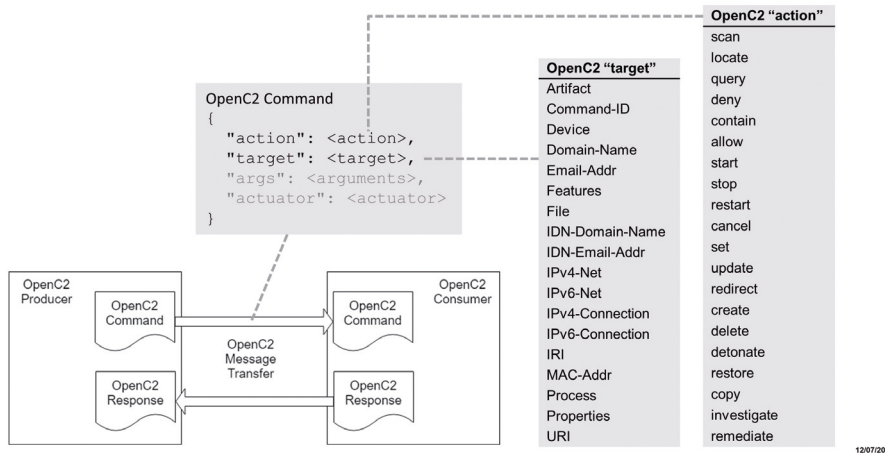 OpenC2 Command
{
"action": <action>,
"target": <target>,
"args": <arguments>,
"actuator": <actuator>
}
OpenC2
Producer
OpenC2
Command
OpenC2
Response
OpenC2
Message
Transfer
OpenC2
Consumer
OpenC2
Command
OpenC2
Response
OpenC2 “target”
Artifact
Command-ID
Device
Domain-Name
Email-Addr
Features
File
IDN-Domain-Name
IDN-Email-Addr
IPv4-Net
IPv6-Net
IPv4-Connection
IPv6-Connection
IRI
MAC-Addr
Process
Properties
URI
OpenC2 “action”
scan
locate
query
deny
contain
allow
start
stop
restart
cancel
set
update
redirect
create
delete
detonate
restore
copy
investigate
remediate
12/07/20